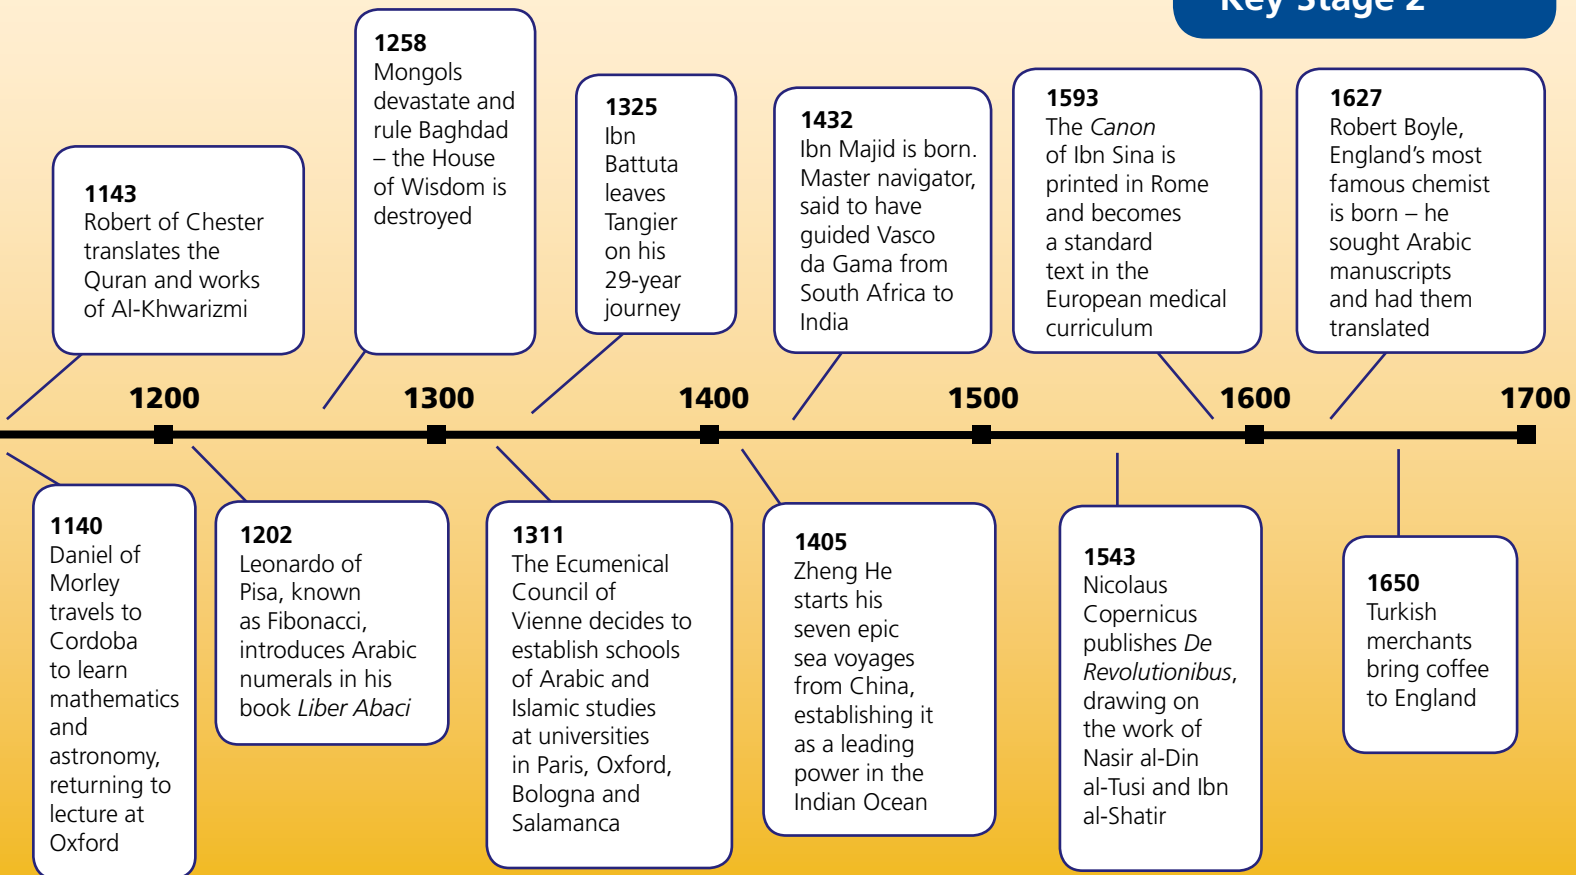 Key Stage 2
1143
Robert of Chester
translates the
Quran and works
of Al-Khwarizmi
1258
Mongols
devastate and
rule Baghdad
– the House
of Wisdom is
destroyed
1325
Ibn
Battuta
leaves
Tangier
on his
29-year
journey
1432
Ibn Majid is born.
Master navigator,
said to have
guided Vasco
da Gama from
South Africa to
India
1593
The Canon
of Ibn Sina is
printed in Rome
and becomes
a standard
text in the
European medical
curriculum
1627
Robert Boyle,
England’s most
famous chemist
is born – he
sought Arabic
manuscripts
and had them
translated
1200 1300 1400 1500 1600 1700
1140
Daniel of
Morley
travels to
Cordoba
to learn
mathematics
and
astronomy,
returning to
lecture at
Oxford
1202
Leonardo of
Pisa, known
as Fibonacci,
introduces Arabic
numerals in his
book Liber Abaci
1311
The Ecumenical
Council of
Vienne decides to
establish schools
of Arabic and
Islamic studies
at universities
in Paris, Oxford,
Bologna and
Salamanca
1405
Zheng He
starts his
seven epic
sea voyages
from China,
establishing it
as a leading
power in the
Indian Ocean
1543
Nicolaus
Copernicus
publishes De
Revolutionibus,
drawing on
the work of
Nasir al-Din
al-Tusi and Ibn
al-Shatir
1650
Turkish
merchants
bring coffee
to England